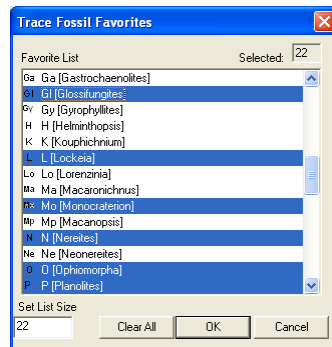 Trace Fossil Favorites
Favorite List Selected: 22
Ga Ga [Gastrochaenolites]
Gl Gl [Glossifungites]
Gy Gy [Gyrophyllites]
H H [Helminthopsis]
K K [Kouphichnium]
L L [Lockeia]
Lo Lo [Lorenzinia]
Ma Ma [Macaronichnus]
Mo [Monocraterion]
Mp Mp [Macanopsis]
N N [Nereites]
Ne Ne [Neonereites]
O O [Ophiomorpha]
P P [Planolites]
Set List Size
22 Clear All OK Cancel